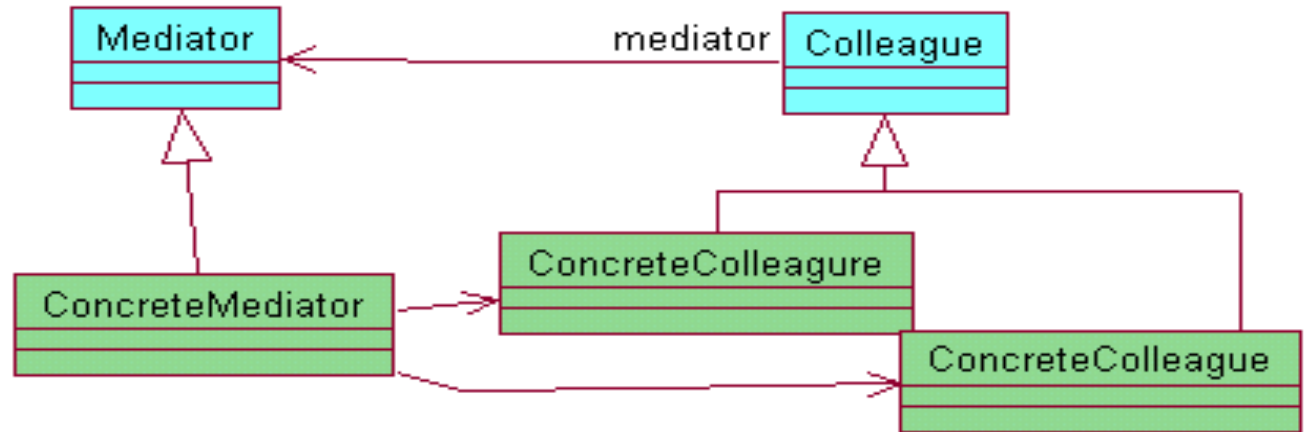 Mediator
mediator
Colleague
ConcreteColleagure
ConcreteMediator
ConcreteColleague